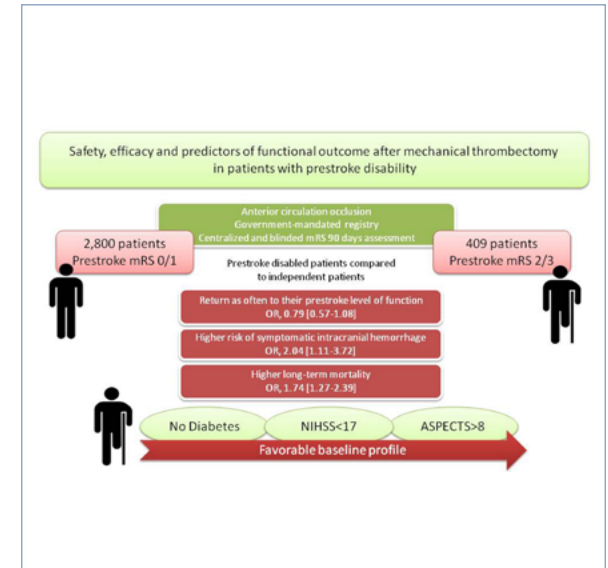 Safety, efficacy and predictors of functional outcome after mechanical thrombectomy
in patients with prestroke disability
Anterior circulation occlusion
Government-mandated registry
Centralized and blinded mRS 90 days assessment
2,800 patients
Prestroke mRS 0/1
409 patients
Prestroke mRS 2/3
Prestroke disabled patients compared
to independent patients
Return as often to their prestroke level of function
OR, 0.79 [0.57-1.08]
Higher risk of symptomatic intracranial hemorrhage
OR, 2.04 [1.11-3.72]
Higher long-term mortality
OR, 1.74 [1.27-2.39]
No Diabetes
NIHSS<17
ASPECTS>8
Favorable baseline profile